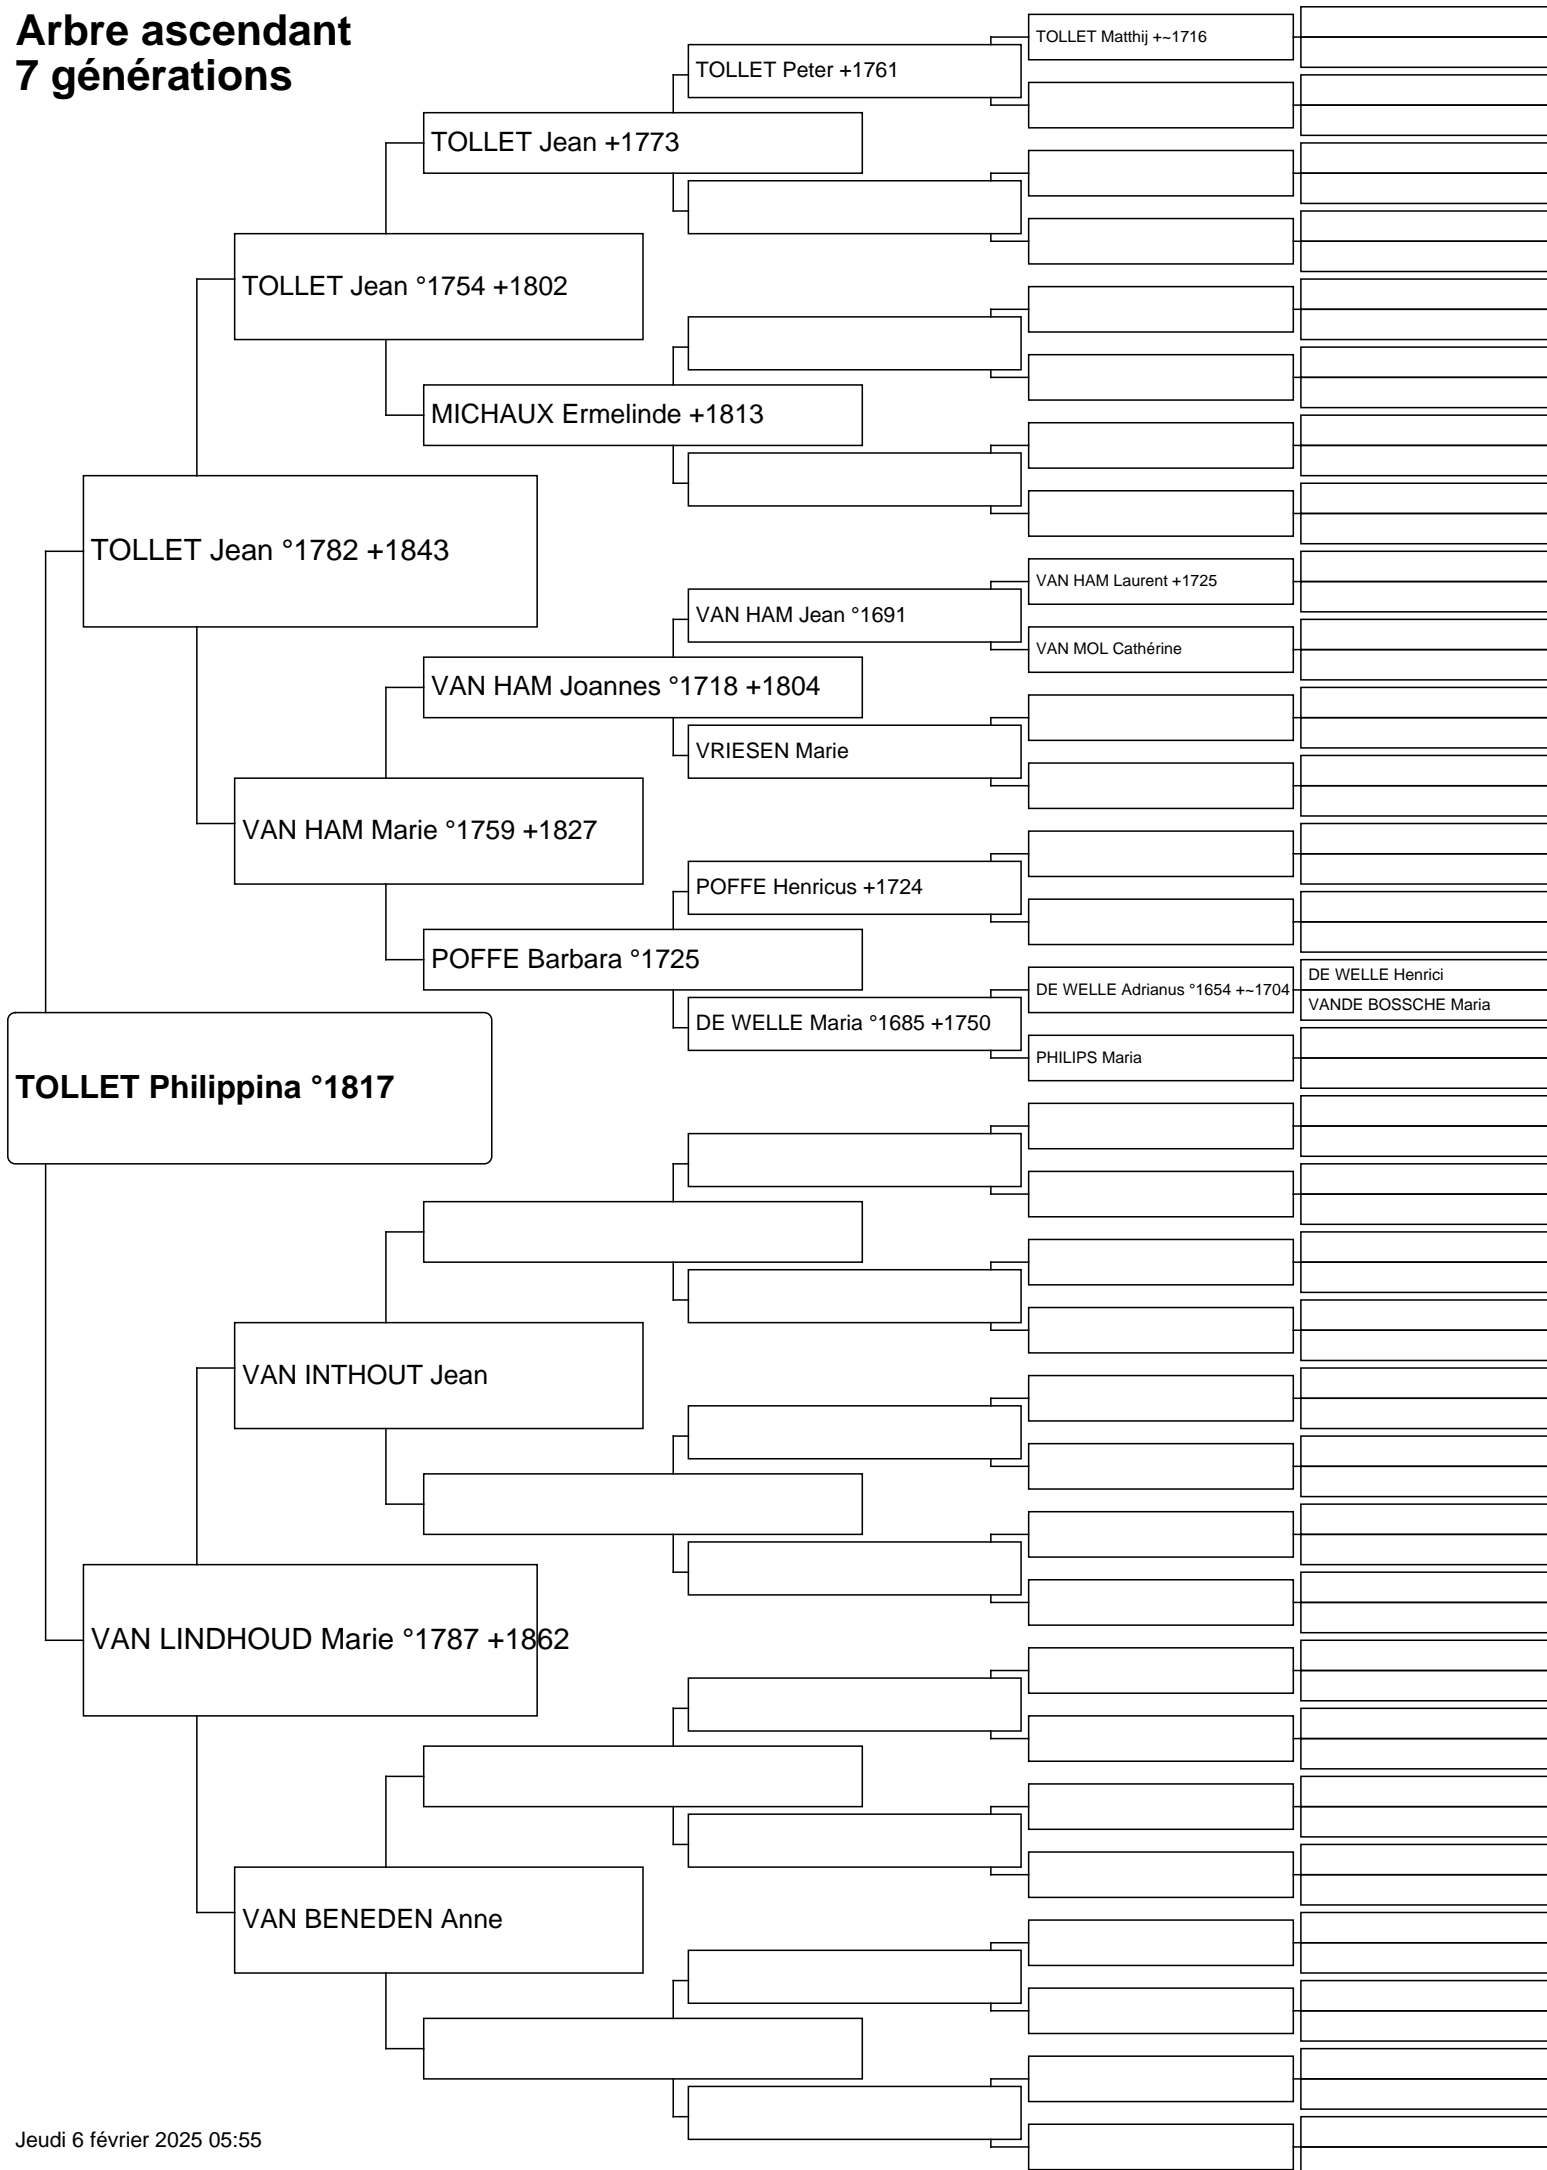 Arbre ascendant
7 générations
TOLLET Matthij +~1716
TOLLET Peter +1761
TOLLET Jean +1773
TOLLET Jean °1754 +1802
MICHAUX Ermelinde +1813
TOLLET Jean °1782 +1843
VAN HAM Laurent +1725
VAN HAM Jean °1691
VAN MOL Cathérine
VAN HAM Joannes °1718 +1804
VRIESEN Marie
VAN HAM Marie °1759 +1827
POFFE Henricus +1724
POFFE Barbara °1725
DE WELLE Henrici
DE WELLE Adrianus °1654 +~1704
VANDE BOSSCHE Maria
DE WELLE Maria °1685 +1750
PHILIPS Maria
TOLLET Philippina °1817
VAN INTHOUT Jean
VAN LINDHOUD Marie °1787 +1862
VAN BENEDEN Anne
Jeudi 6 février 2025 05:55